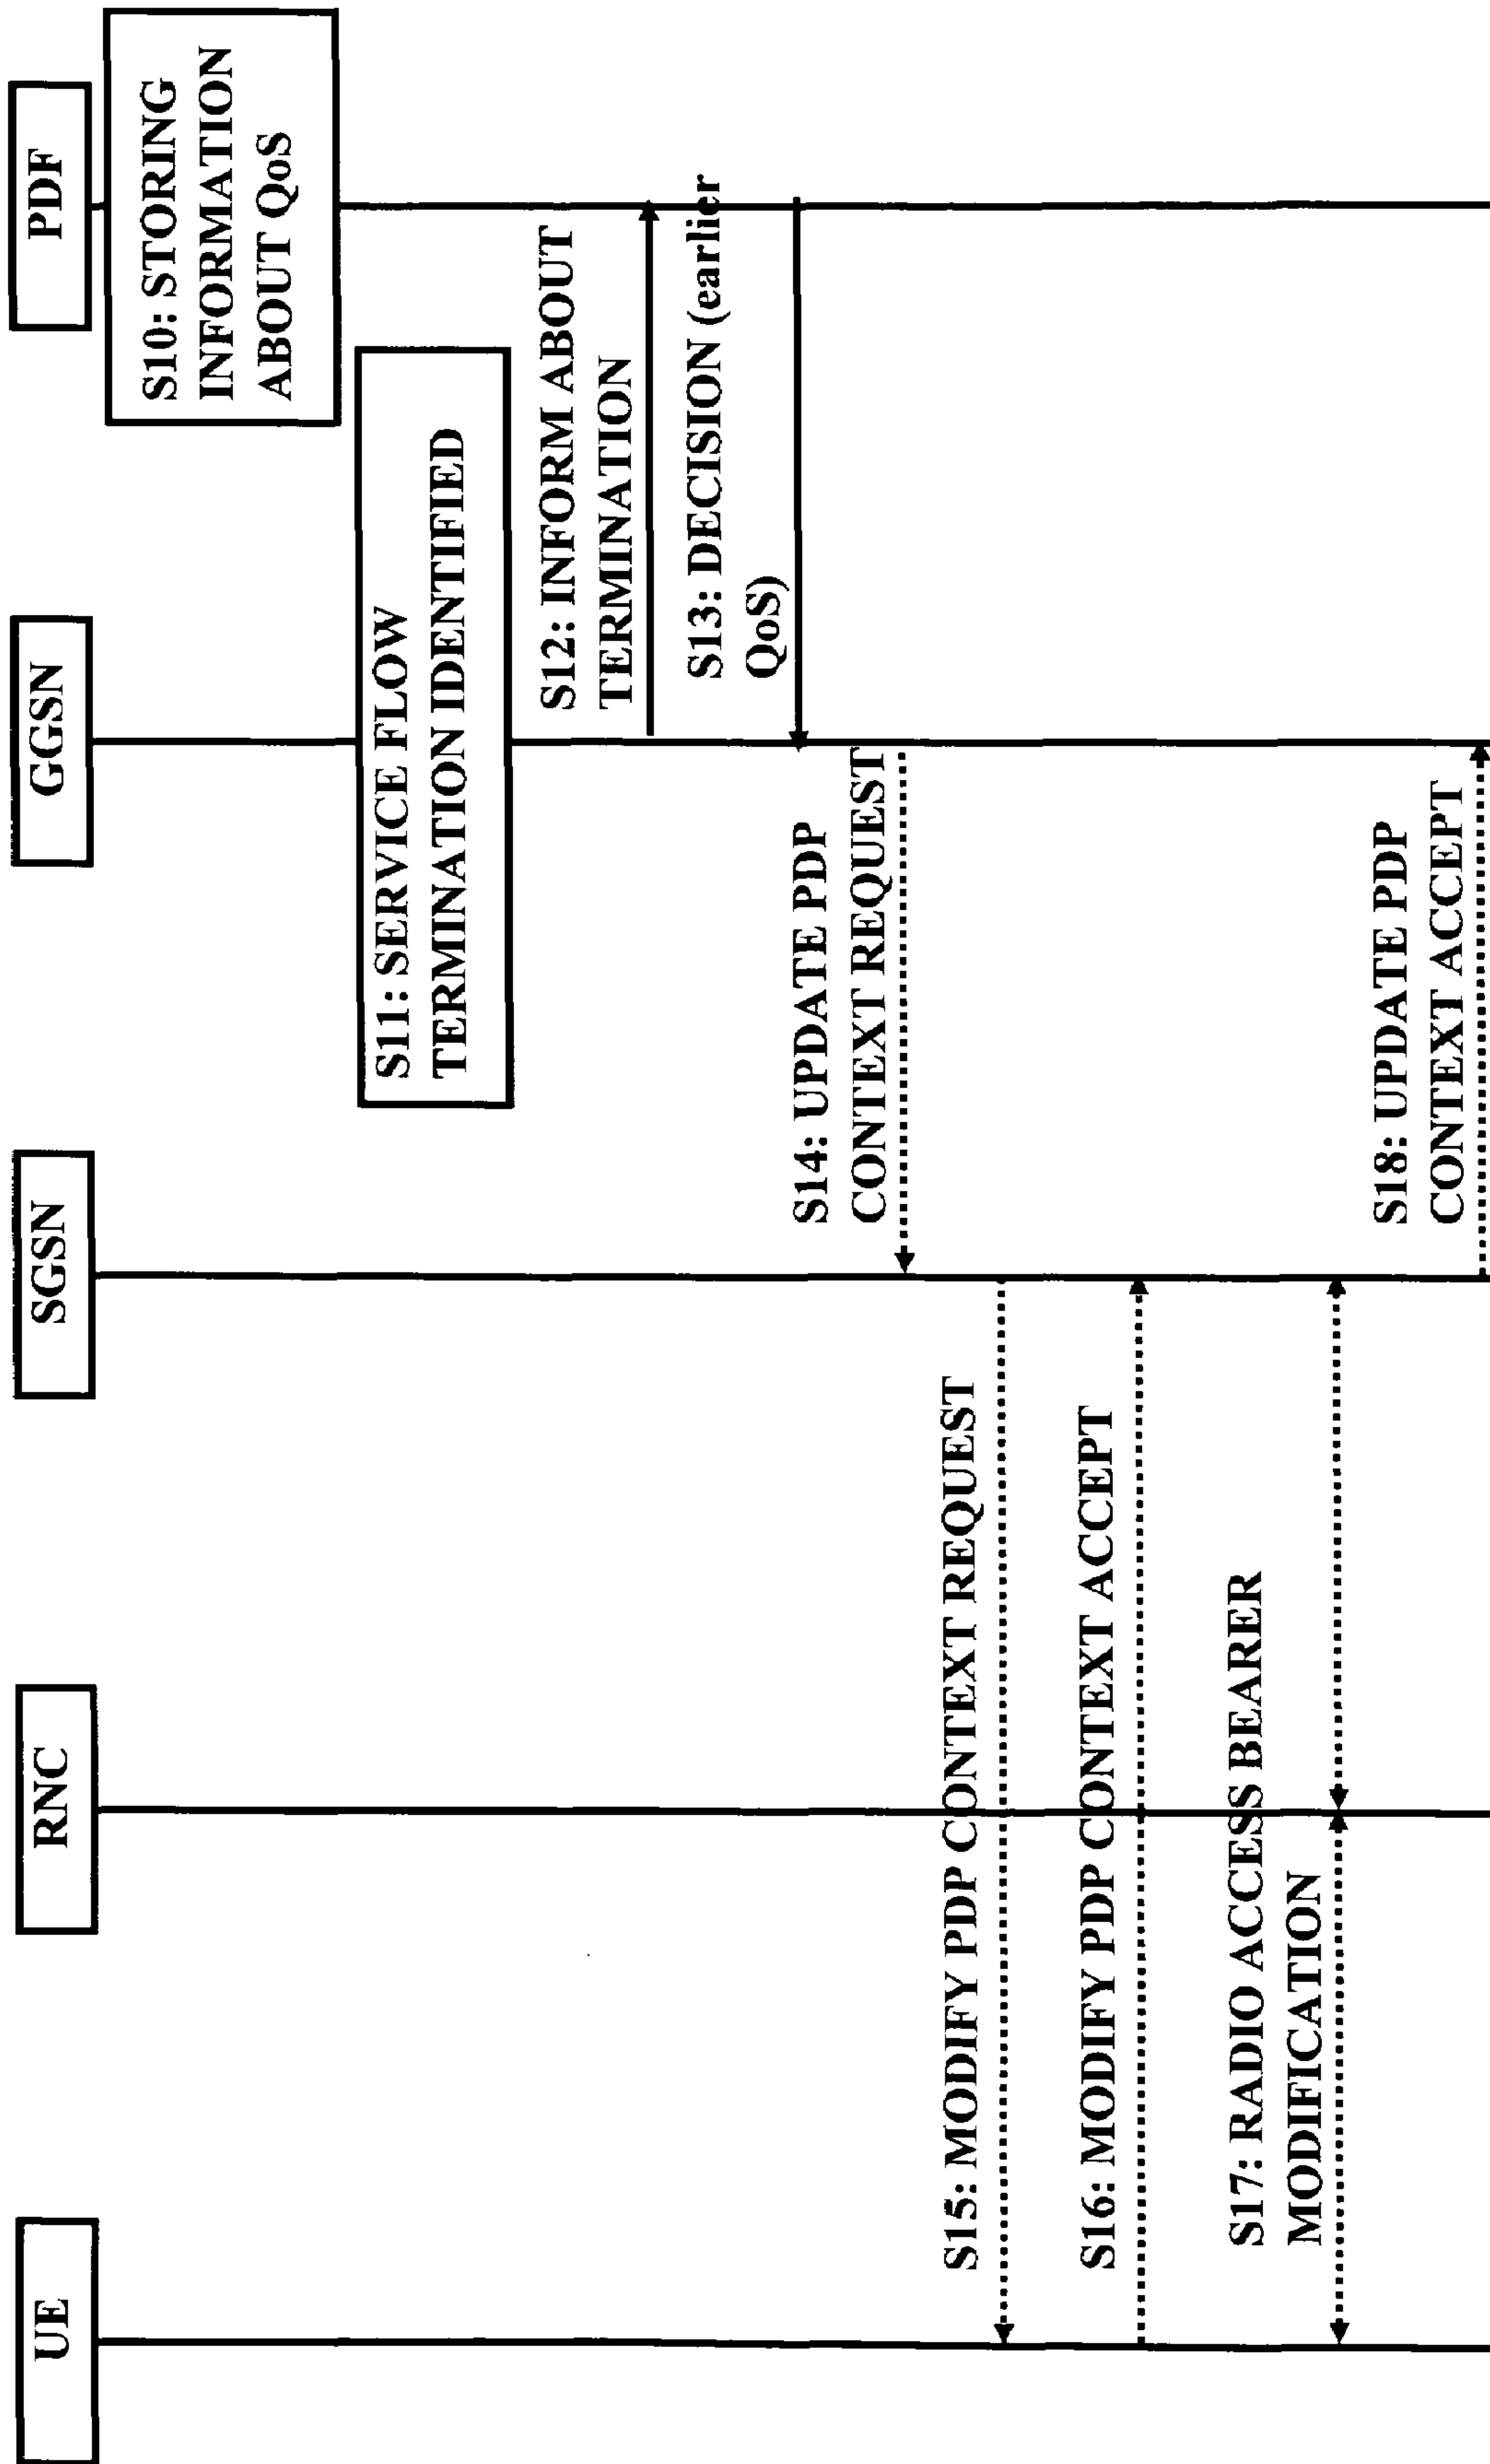 UE
RNC
SGSN
GGSN
PDF
S10: STORING
INFORMATION
ABOUT QoS
S11: SERVICE FLOW
TERMINATION IDENTIFIED
S12: INFORM ABOUT
TERMINATION
S13: DECISION (earlier
QoS)
S14: UPDATE PDP
CONTEXT REQUEST
S15: MODIFY PDP CONTEXT REQUEST
S16: MODIFY PDP CONTEXT ACCEPT
S17: RADIO ACCESS BEARER
MODIFICATION
S18: UPDATE PDP
CONTEXT ACCEPT